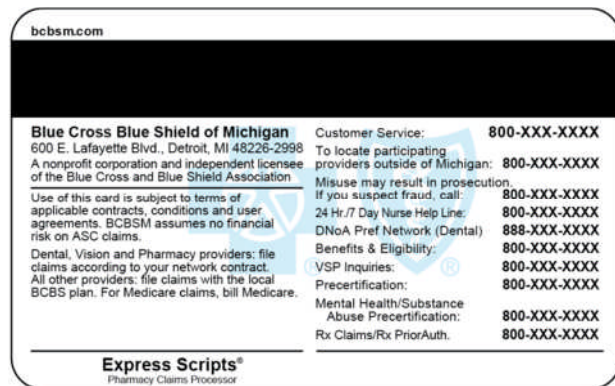 bcbsm.com
Blue Cross Blue Shield of Michigan
600 E. Lafayette Blvd., Detroit, MI 48226-2998
A nonprofit corporation and independent licensee
of the Blue Cross and Blue Shield Association
Use of this card is subject to terms of
applicable contracts, conditions and user
agreements. BCBSM assumes no financial
risk on ASC claims.
Dental, Vision and Pharmacy providers: file
claims according to your network contract.
All other providers: file claims with the local
BCBS plan. For Medicare claims, bill Medicare.
Express Scripts®
Pharmacy Claims Processor
Customer Service: 800-XXX-XXXX
To locate participating
providers outside of Michigan: 800-XXX-XXXX
Misuse may result in prosecution.
If you suspect fraud, call: 800-XXX-XXXX
24 Hr./7 Day Nurse Help Line: 800-XXX-XXXX
DNoA Pref Network (Dental) 888-XXX-XXXX
Benefits & Eligibility: 800-XXX-XXXX
VSP Inquiries: 800-XXX-XXXX
Precertification: 800-XXX-XXXX
Mental Health/Substance
Abuse Precertification: 800-XXX-XXXX
Rx Claims/Rx PriorAuth. 800-XXX-XXXX